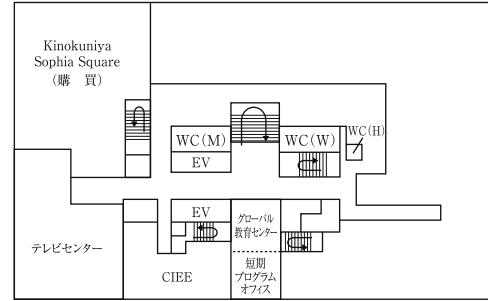 Kinokuniya
Sophia Square
(購 買)
WC(M)
WC(W)
WC(H)
EV
EV
グローバル
教育センター
テレビセンター
CIEE
短期
プログラム
オフィス